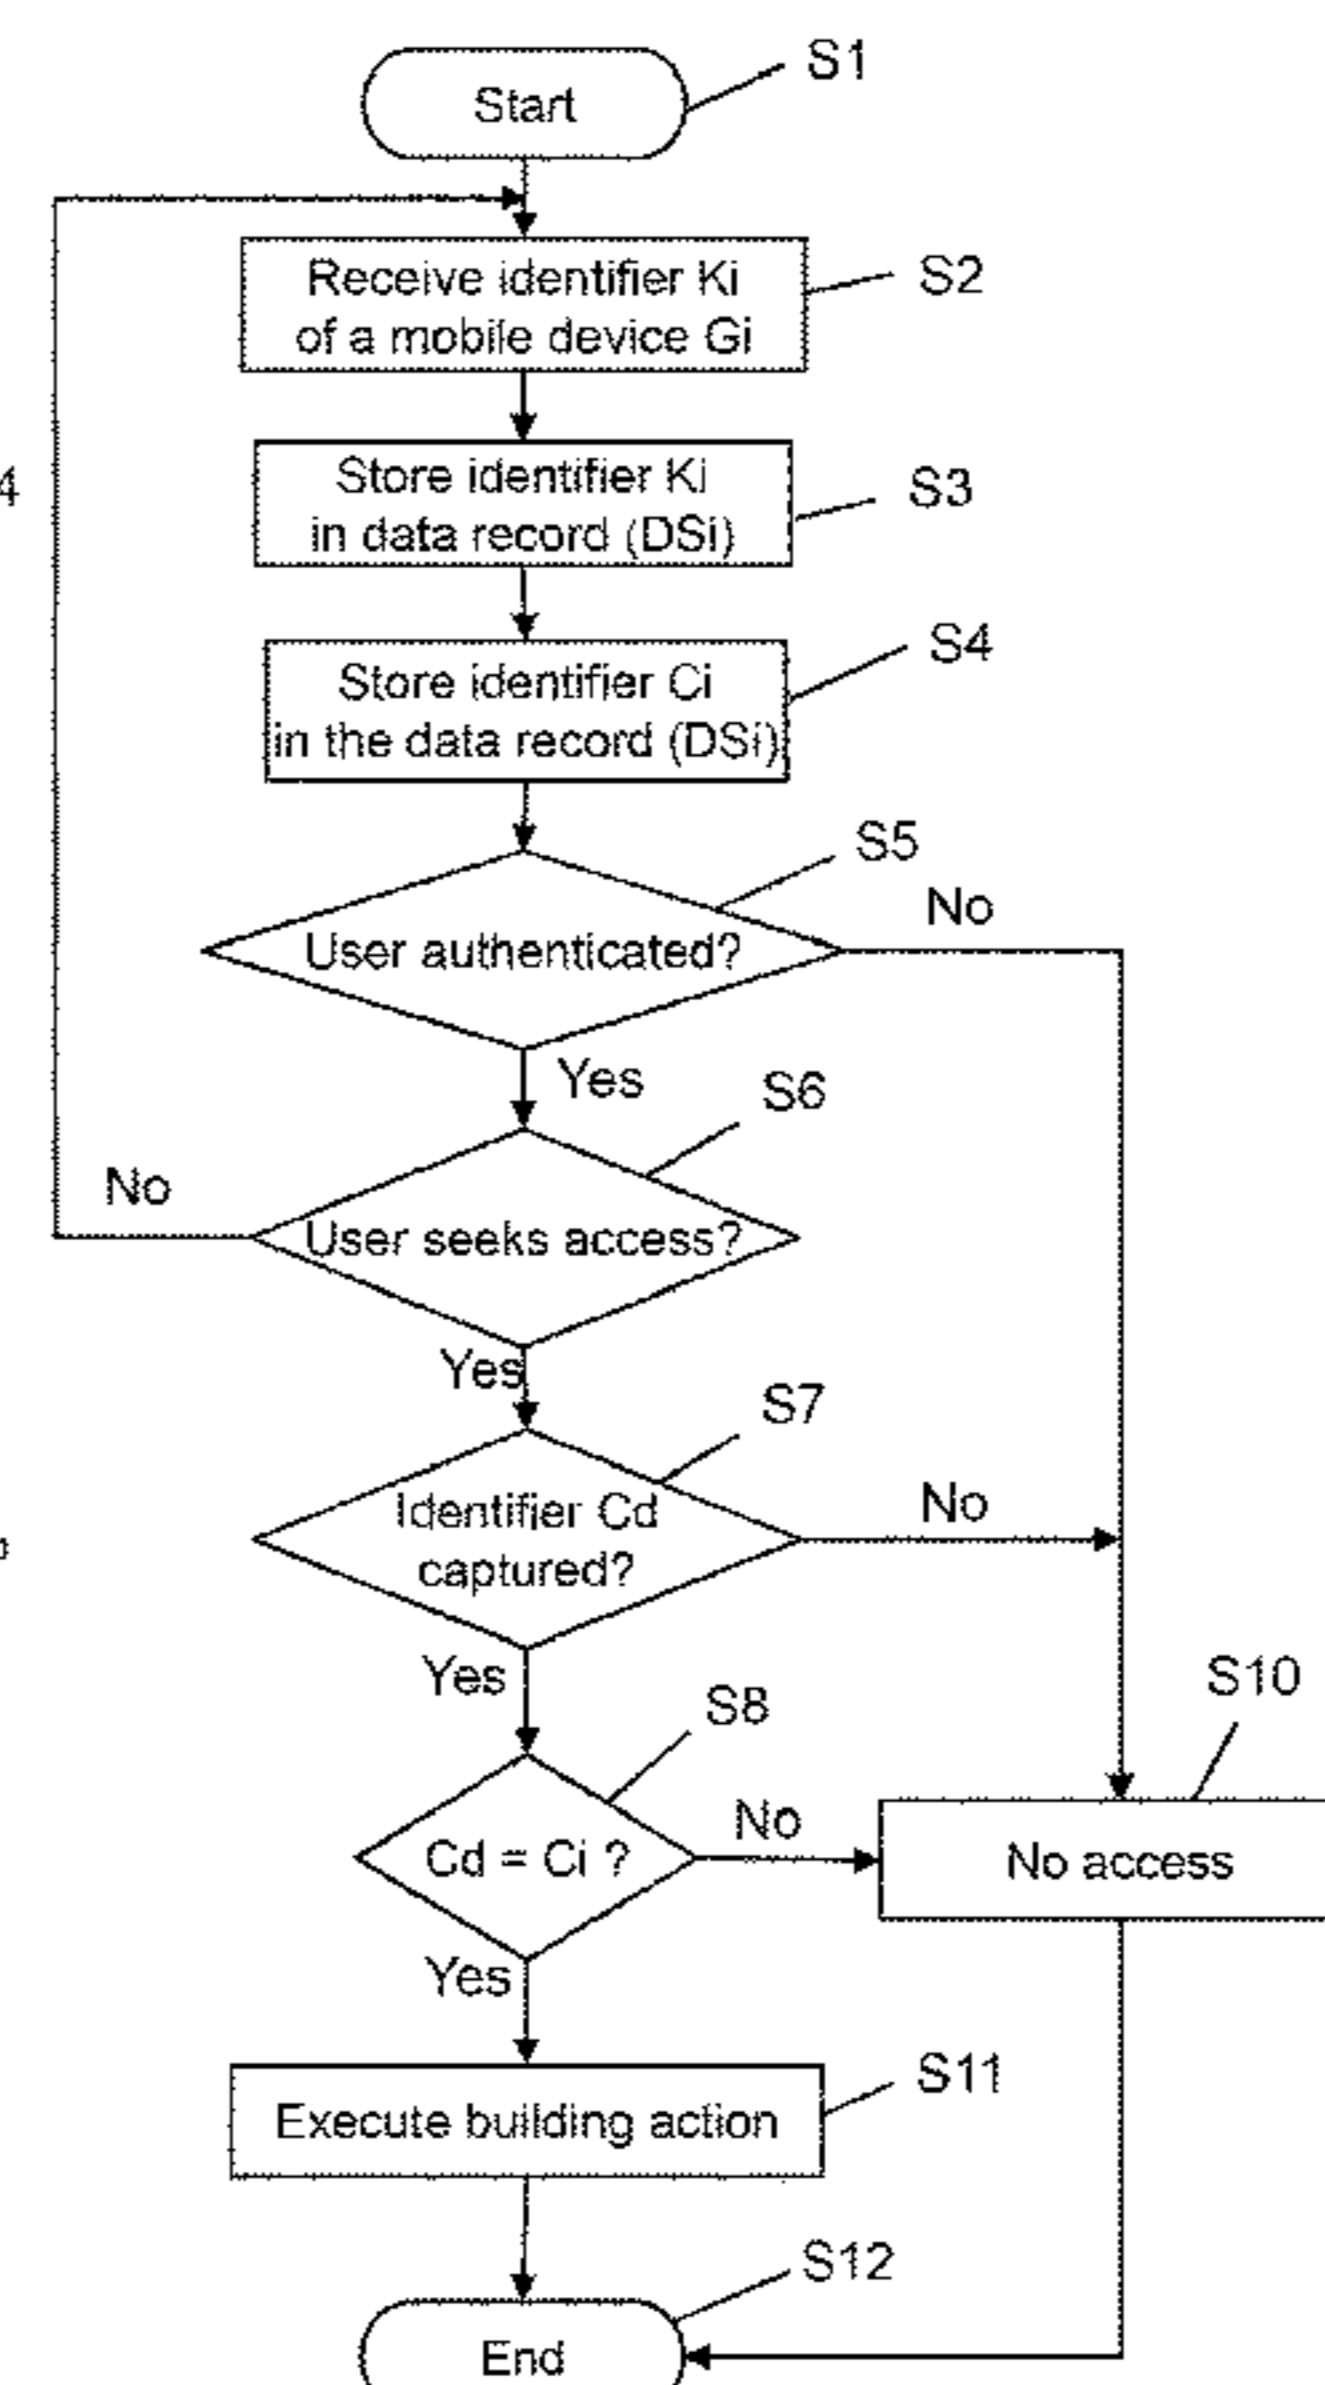 S1
Start
S2
Receive identifier Ki
of a mobile device Gi
S3
Store identifier Ki
in data record (DSi)
4
S4
Store identifier Ci
in the data record (DSi)
S5
No
User authenticated?
Yes
S6
No
User seeks access?
Yes
S7
Identifier Cd
captured?
No
Yes
S10
S8
No
Cd = Ci ?
No access
Yes
S11
Execute building action
S12
End